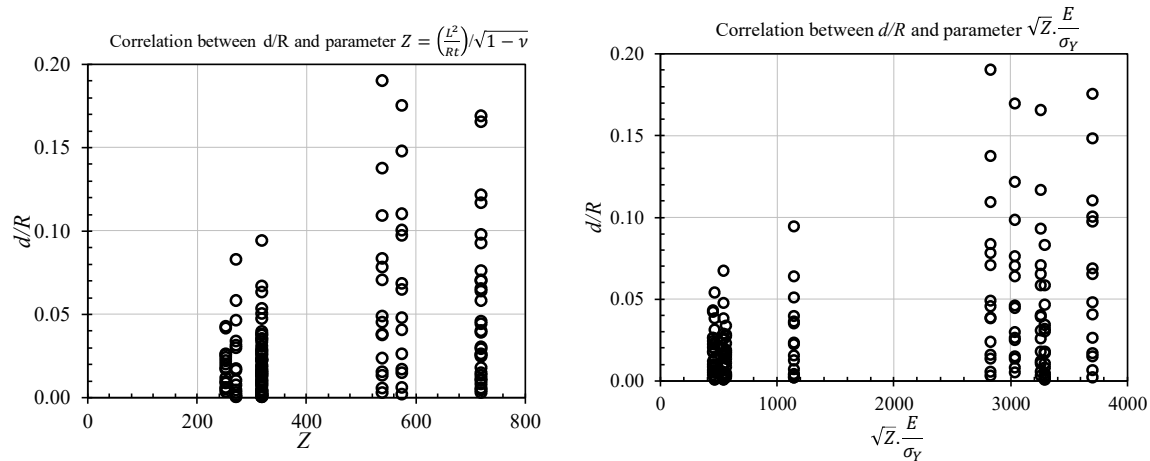 Correlation between d/R and parameter Z = (L²/Rt)/√1 − ν
0.20
0.15
0.10
0.05
0.00
d/R
0 200 400 600 800
Z
Correlation between d/R and parameter √Z. E/σ_Y
0.20
0.15
0.10
0.05
0.00
d/R
0 1000 2000 3000 4000
√Z. E/σ_Y